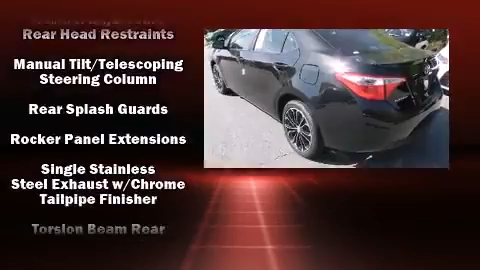 Rear Head Restraints
Manual Tilt/Telescoping
Steering Column
Rear Splash Guards
Rocker Panel Extensions
Single Stainless
Steel Exhaust w/Chrome
Tailpipe Finisher
Torsion Beam Rear